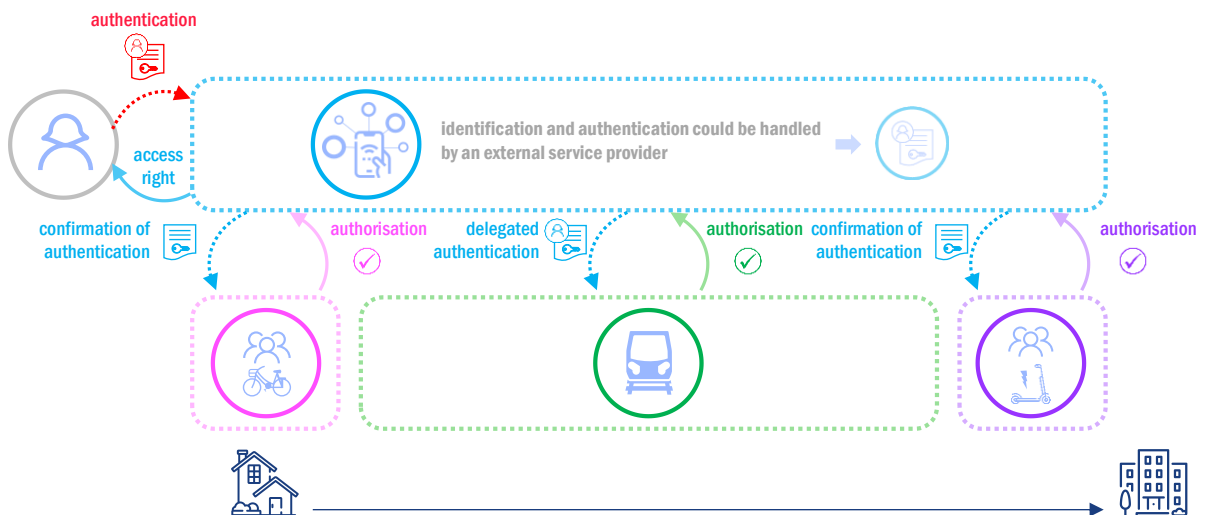 authentication
identification and authentication could be handled
by an external service provider
access
right
confirmation of
authentication
authorisation
delegated
authentication
authorisation
confirmation of
authentication
authorisation